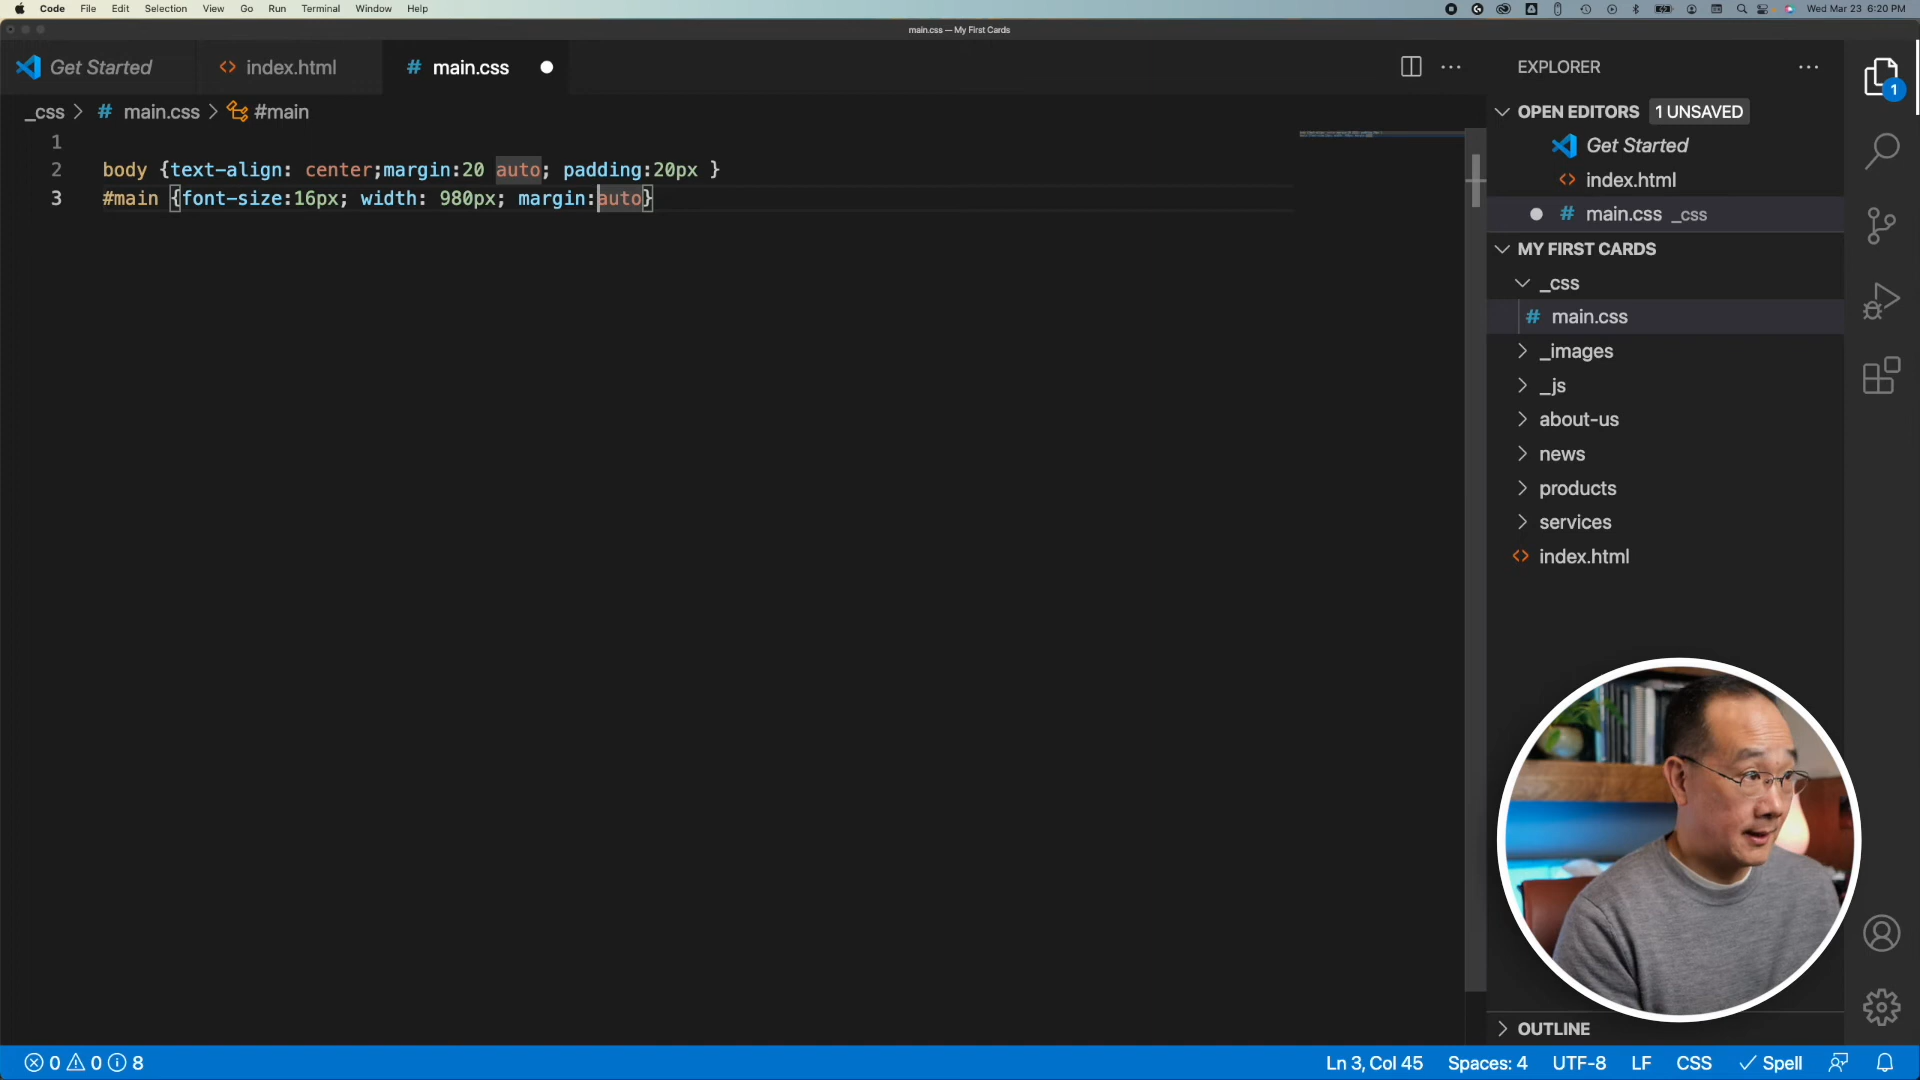 Code File Edit Selection View Go Run Terminal Window Help
Wed Mar 23 6:20 PM
main.css — My First Cards
Get Started
index.html
# main.css
_css > # main.css > #main
1
2 body {text-align: center;margin:20 auto; padding:20px }
3 #main {font-size:16px; width: 980px; margin:auto}
EXPLORER
1
OPEN EDITORS 1 UNSAVED
Get Started
index.html
# main.css _css
MY FIRST CARDS
_css
# main.css
_images
_js
about-us
news
products
services
index.html
OUTLINE
0 0 8
Ln 3, Col 45 Spaces: 4 UTF-8 LF CSS Spell